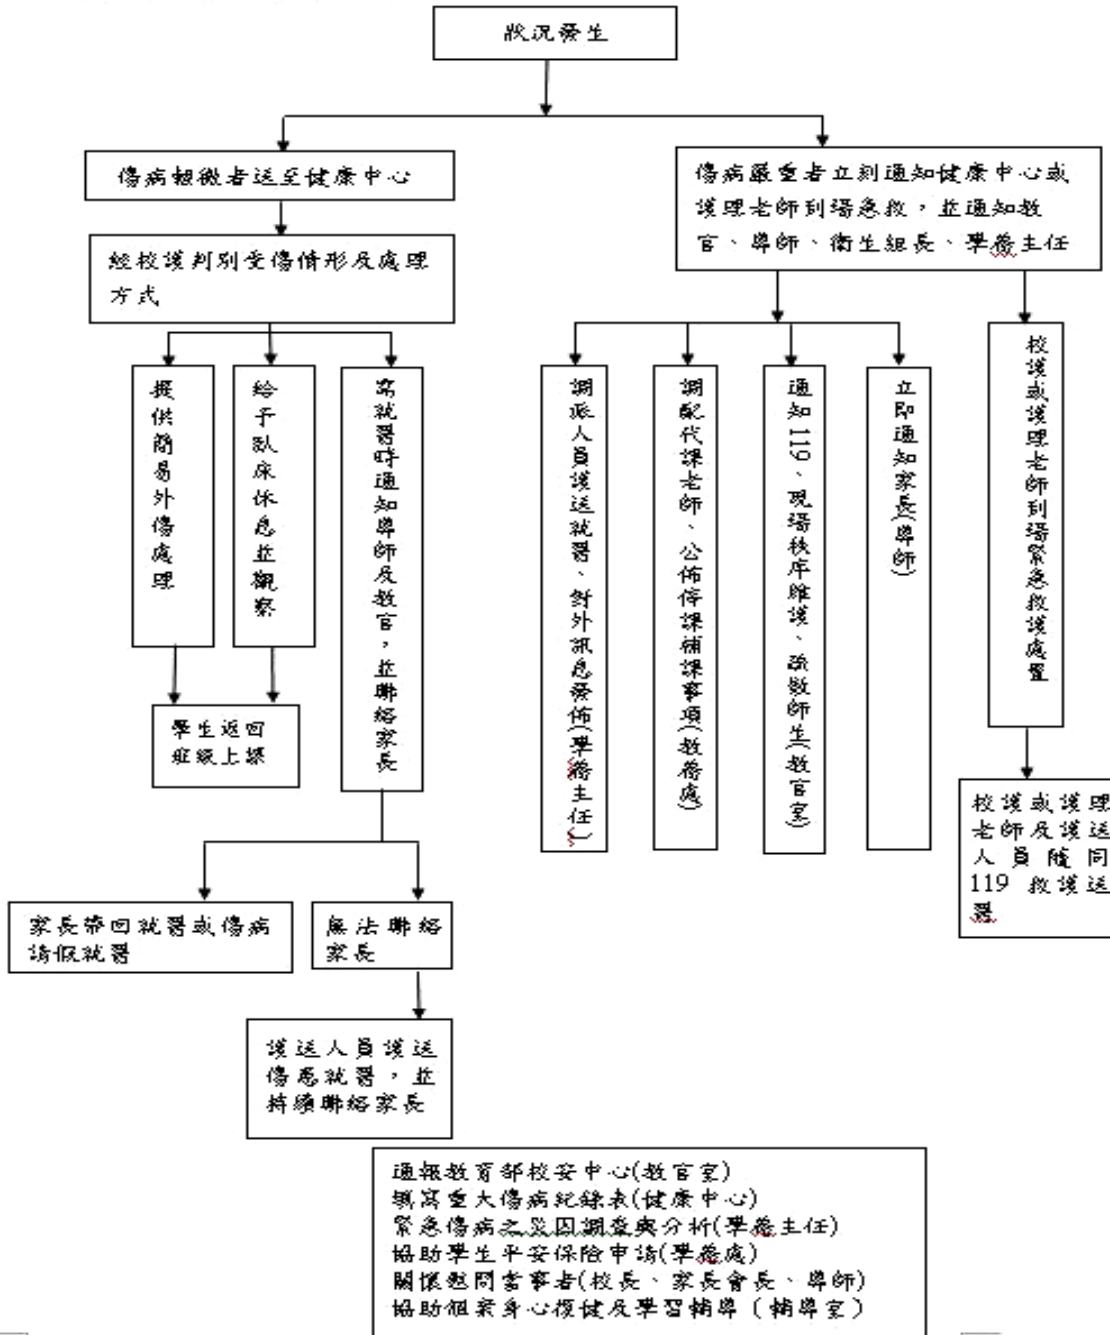 狀況發生
傷病輕微者送至健康中心
傷病嚴重者立刻通知健康中心或
護理老師到場急救，並通知教
官、導師、衛生組長、學務主任
經校護判別受傷情形及處理
方式
提供簡易外傷處理
給予臥床休息並觀察
需就醫時通知導師及教官，並聯絡家長
調派人員護送就醫、對外訊息發佈(學務主任)
調配代課老師、公佈停課補課事項(教務處)
通知119、現場秩序維護、疏散師生(教官室)
立即通知家長(導師)
校護或護理老師到場緊急救護處置
學生返回
班級上課
校護或護理
老師及護送
人員隨同
119 救護送
醫
家長帶回就醫或傷病
請假就醫
無法聯絡
家長
護送人員護送
傷患就醫，並
持續聯絡家長
通報教育部校安中心(教官室)
填寫重大傷病紀錄表(健康中心)
緊急傷病之災因調查與分析(學務主任)
協助學生平安保險申請(學務處)
關懷慰問當事者(校長、家長會長、導師)
協助個案身心復健及學習輔導（輔導室）